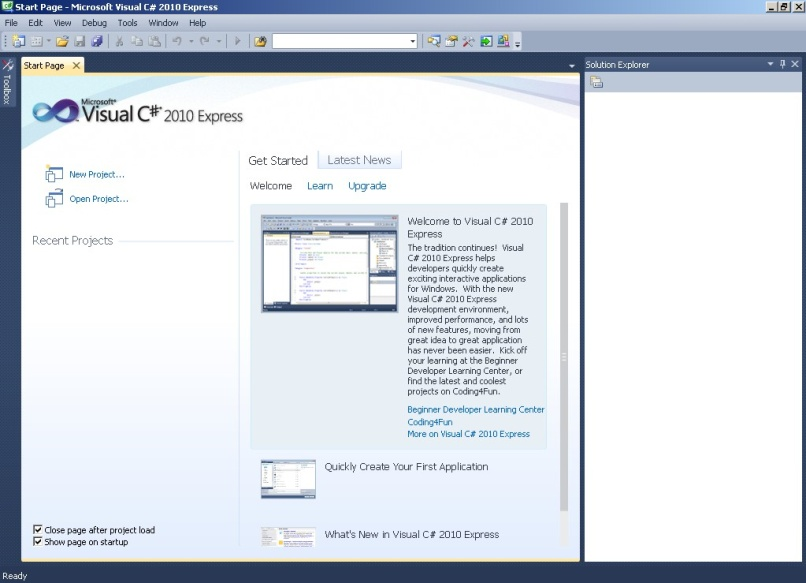 Start Page - Microsoft Visual C# 2010 Express
File Edit View Debug Tools Window Help
Toolbox
Start Page
Solution Explorer
Microsoft®
Visual C#® 2010 Express
New Project...
Open Project...
Recent Projects
Close page after project load
Show page on startup
Get Started
Latest News
Welcome Learn Upgrade
Welcome to Visual C# 2010
Express
The tradition continues! Visual
C# 2010 Express helps
developers quickly create
exciting interactive applications
for Windows. With the new
Visual C# 2010 Express
development environment,
improved performance, and lots
of new features, moving from
great idea to great application
has never been easier. Kick off
your learning at the Beginner
Developer Learning Center, or
find the latest and coolest
projects on Coding4Fun.
Beginner Developer Learning Center
Coding4Fun
More on Visual C# 2010 Express
Quickly Create Your First Application
What's New in Visual C# 2010 Express
Ready